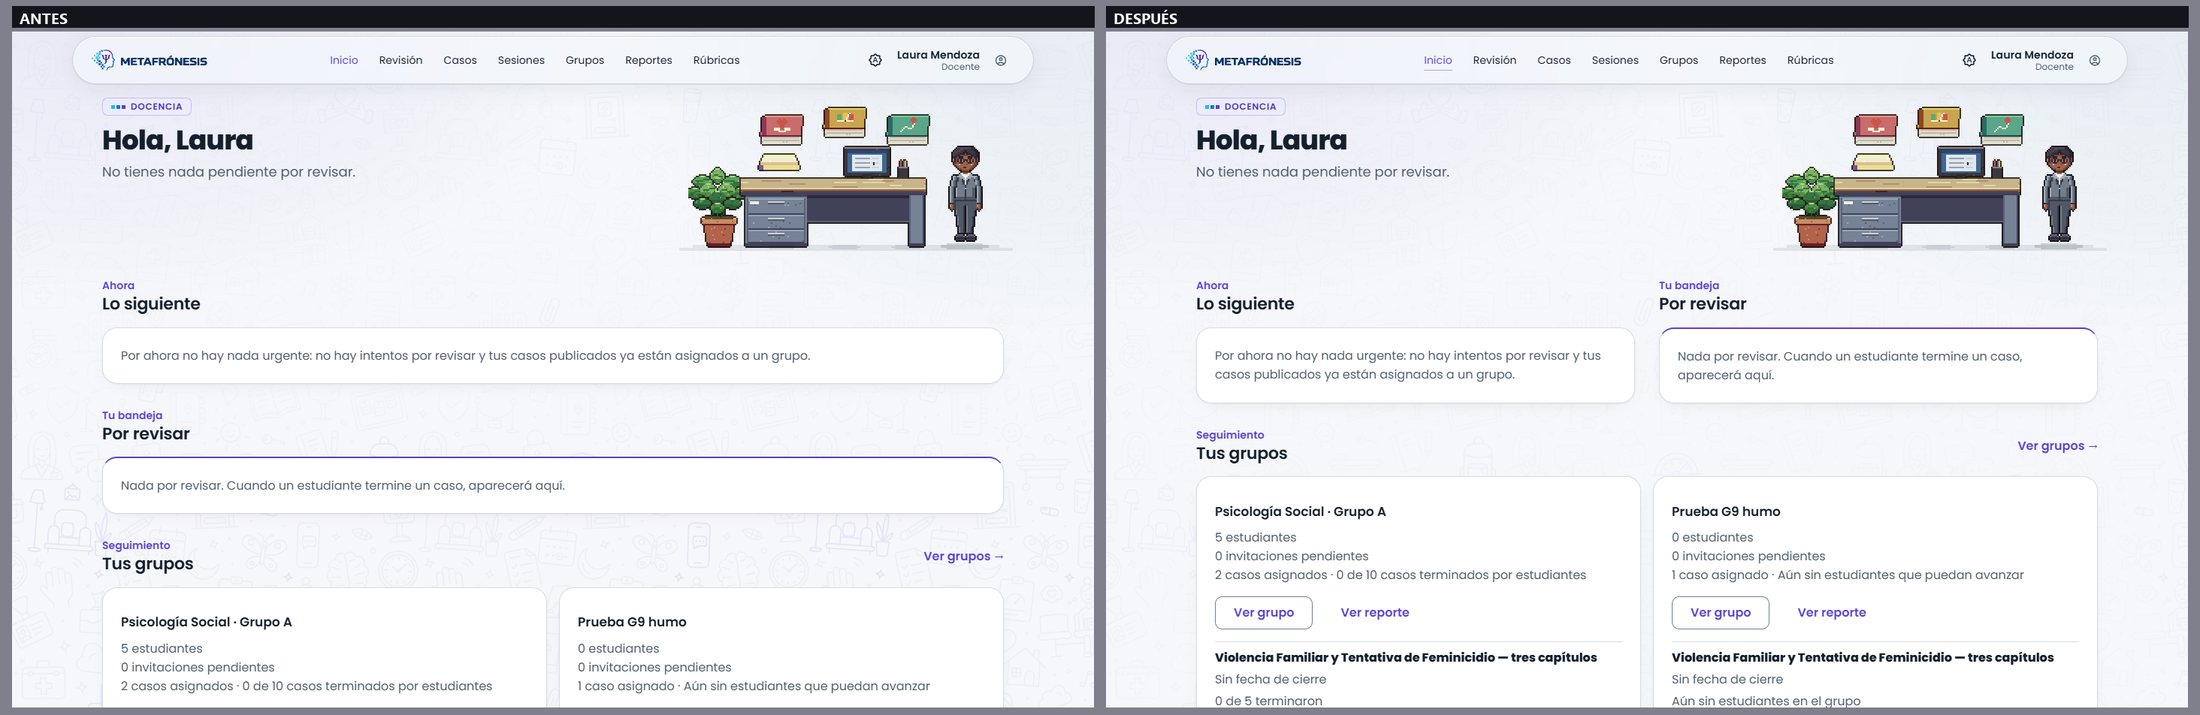 ANTES
METAFRÓNESIS
Inicio Revisión Casos Sesiones Grupos Reportes Rúbricas
Laura Mendoza
Docente
DOCENCIA
Hola, Laura
No tienes nada pendiente por revisar.
Ahora
Lo siguiente
Por ahora no hay nada urgente: no hay intentos por revisar y tus casos publicados ya están asignados a un grupo.
Tu bandeja
Por revisar
Nada por revisar. Cuando un estudiante termine un caso, aparecerá aquí.
Seguimiento
Tus grupos
Ver grupos →
Psicología Social · Grupo A
5 estudiantes
0 invitaciones pendientes
2 casos asignados · 0 de 10 casos terminados por estudiantes
Prueba G9 humo
0 estudiantes
0 invitaciones pendientes
1 caso asignado · Aún sin estudiantes que puedan avanzar
DESPUÉS
METAFRÓNESIS
Inicio Revisión Casos Sesiones Grupos Reportes Rúbricas
Laura Mendoza
Docente
DOCENCIA
Hola, Laura
No tienes nada pendiente por revisar.
Ahora
Lo siguiente
Por ahora no hay nada urgente: no hay intentos por revisar y tus
casos publicados ya están asignados a un grupo.
Tu bandeja
Por revisar
Nada por revisar. Cuando un estudiante termine un caso,
aparecerá aquí.
Seguimiento
Tus grupos
Ver grupos →
Psicología Social · Grupo A
5 estudiantes
0 invitaciones pendientes
2 casos asignados · 0 de 10 casos terminados por estudiantes
Ver grupo Ver reporte
Violencia Familiar y Tentativa de Feminicidio — tres capítulos
Sin fecha de cierre
0 de 5 terminaron
Prueba G9 humo
0 estudiantes
0 invitaciones pendientes
1 caso asignado · Aún sin estudiantes que puedan avanzar
Ver grupo Ver reporte
Violencia Familiar y Tentativa de Feminicidio — tres capítulos
Sin fecha de cierre
Aún sin estudiantes en el grupo